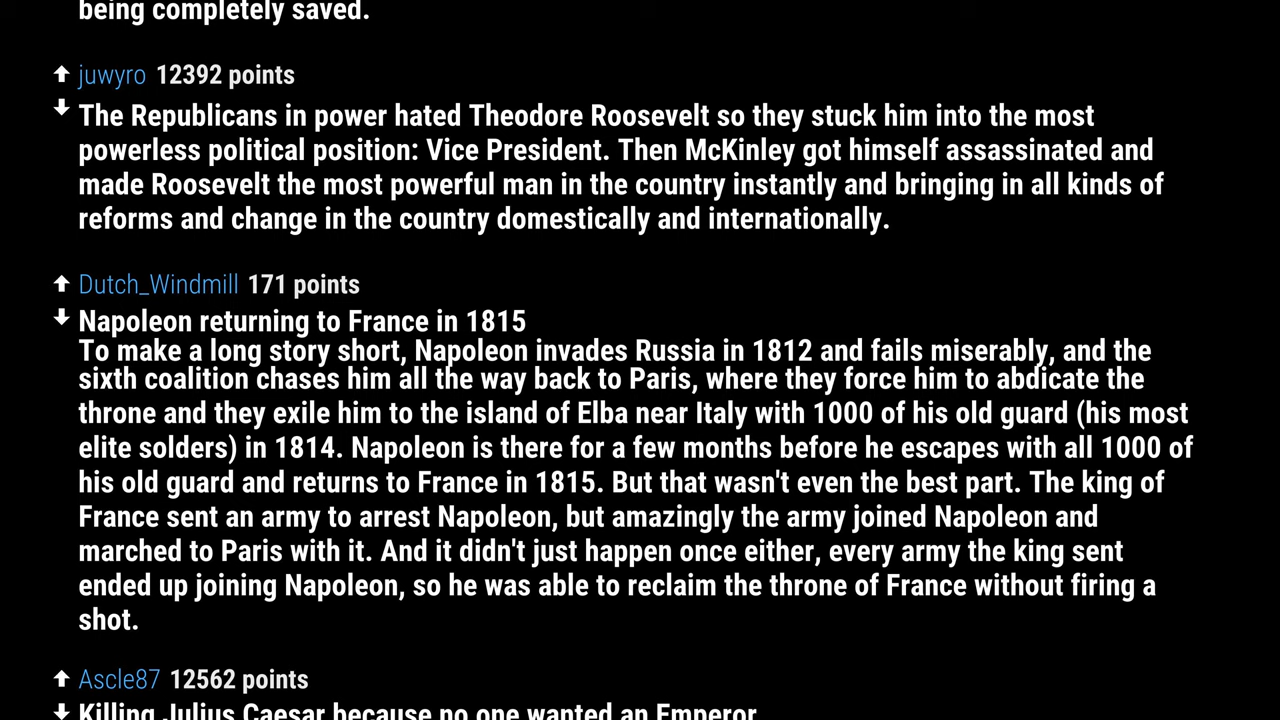 being completely saved.
juwyro 12392 points
The Republicans in power hated Theodore Roosevelt so they stuck him into the most
powerless political position: Vice President. Then McKinley got himself assassinated and
made Roosevelt the most powerful man in the country instantly and bringing in all kinds of
reforms and change in the country domestically and internationally.
Dutch_Windmill 171 points
Napoleon returning to France in 1815
To make a long story short, Napoleon invades Russia in 1812 and fails miserably, and the
sixth coalition chases him all the way back to Paris, where they force him to abdicate the
throne and they exile him to the island of Elba near Italy with 1000 of his old guard (his most
elite solders) in 1814. Napoleon is there for a few months before he escapes with all 1000 of
his old guard and returns to France in 1815. But that wasn't even the best part. The king of
France sent an army to arrest Napoleon, but amazingly the army joined Napoleon and
marched to Paris with it. And it didn't just happen once either, every army the king sent
ended up joining Napoleon, so he was able to reclaim the throne of France without firing a
shot.
Ascle87 12562 points
Killing Julius Caesar because no one wanted an Emperor